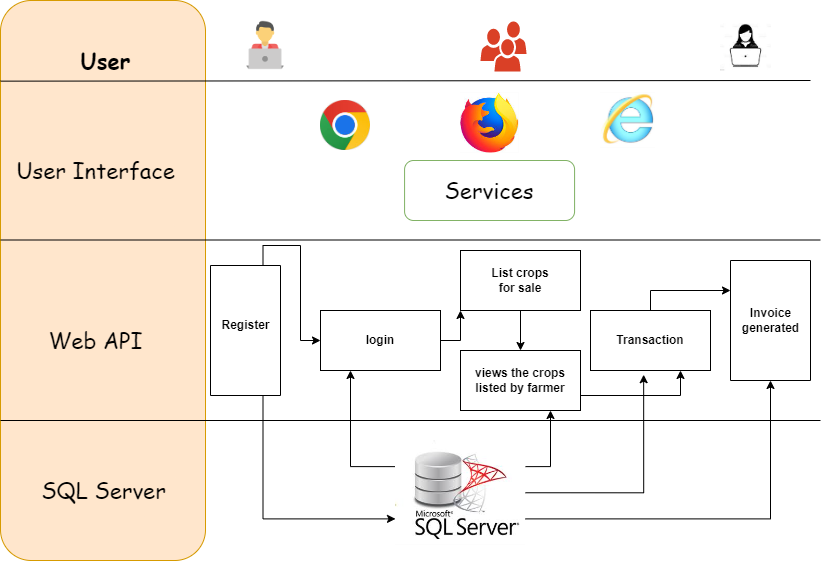 User
User Interface
Services
Web API
Register
login
List crops
for sale
views the crops
listed by farmer
Transaction
Invoice
generated
SQL Server
Microsoft®
SQL Server®